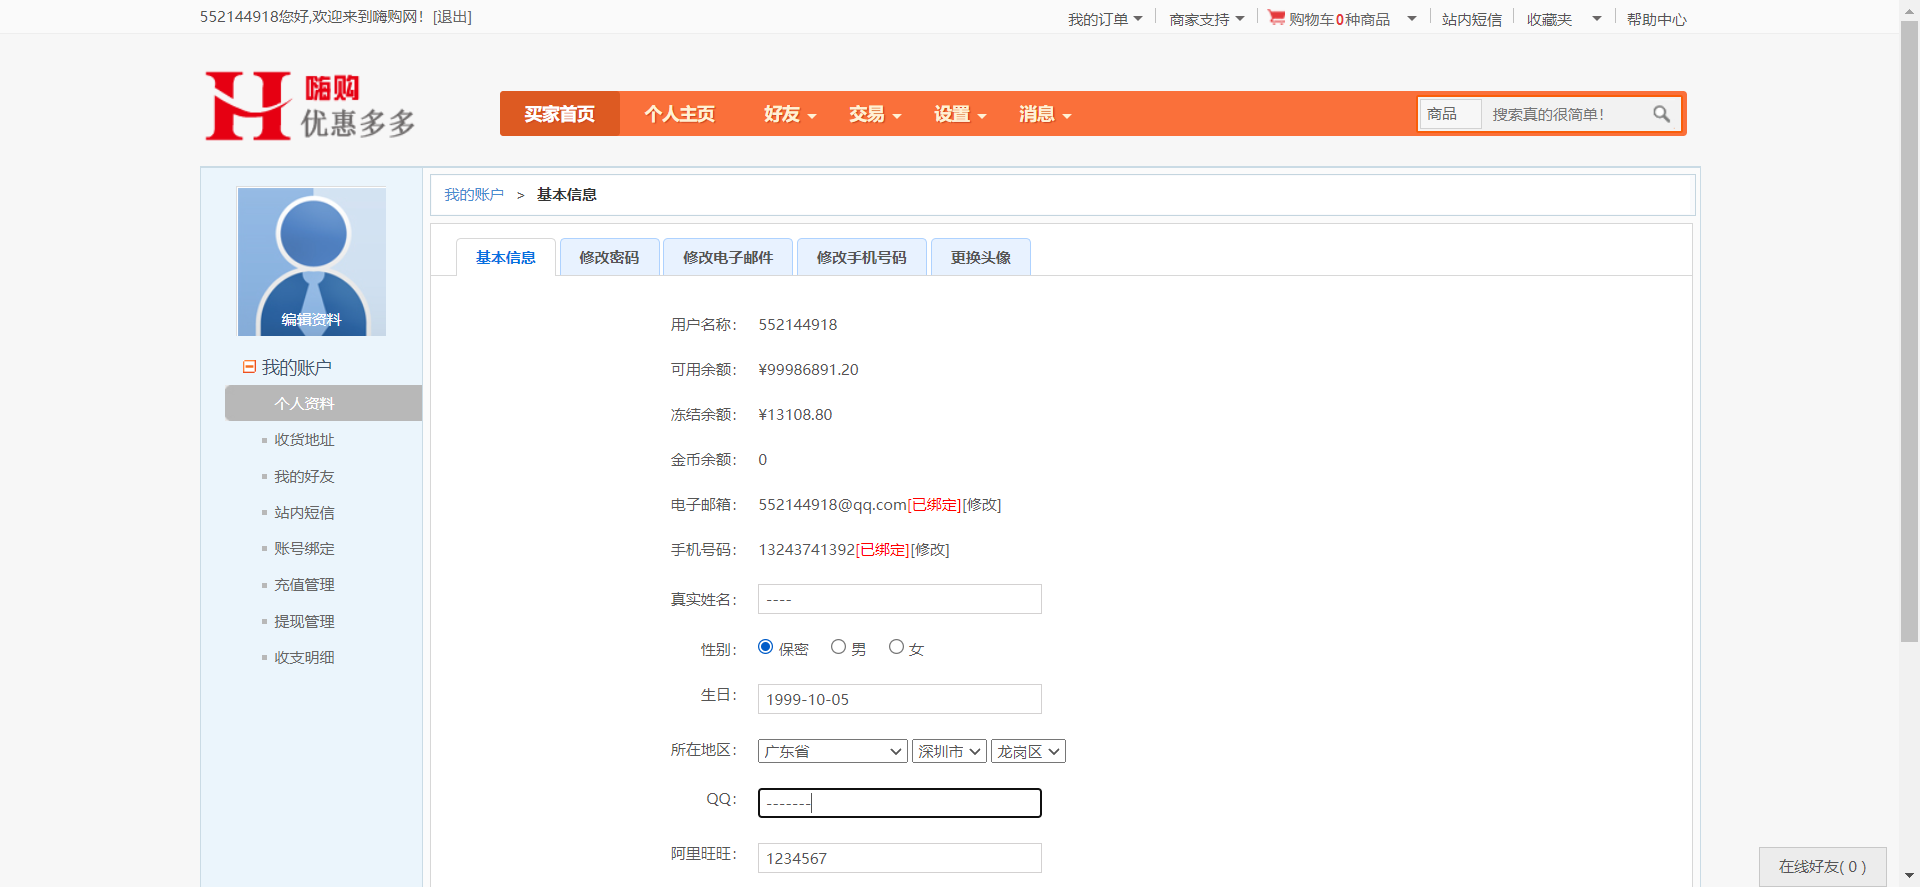 552144918您好,欢迎来到嗨购网！[退出]
我的订单 商家支持 购物车0种商品 站内短信 收藏夹 帮助中心
嗨购
优惠多多
买家首页 个人主页 好友 交易 设置 消息 商品 搜索真的很简单！
编辑资料
我的账户
个人资料
收货地址
我的好友
站内短信
账号绑定
充值管理
提现管理
收支明细
我的账户 > 基本信息
基本信息 修改密码 修改电子邮件 修改手机号码 更换头像
用户名称： 552144918
可用余额： ¥99986891.20
冻结余额： ¥13108.80
金币余额： 0
电子邮箱： 552144918@qq.com[已绑定][修改]
手机号码： 13243741392[已绑定][修改]
真实姓名： ----
性别： 保密 男 女
生日： 1999-10-05
所在地区： 广东省 深圳市 龙岗区
QQ： -------
阿里旺旺： 1234567
在线好友( 0 )